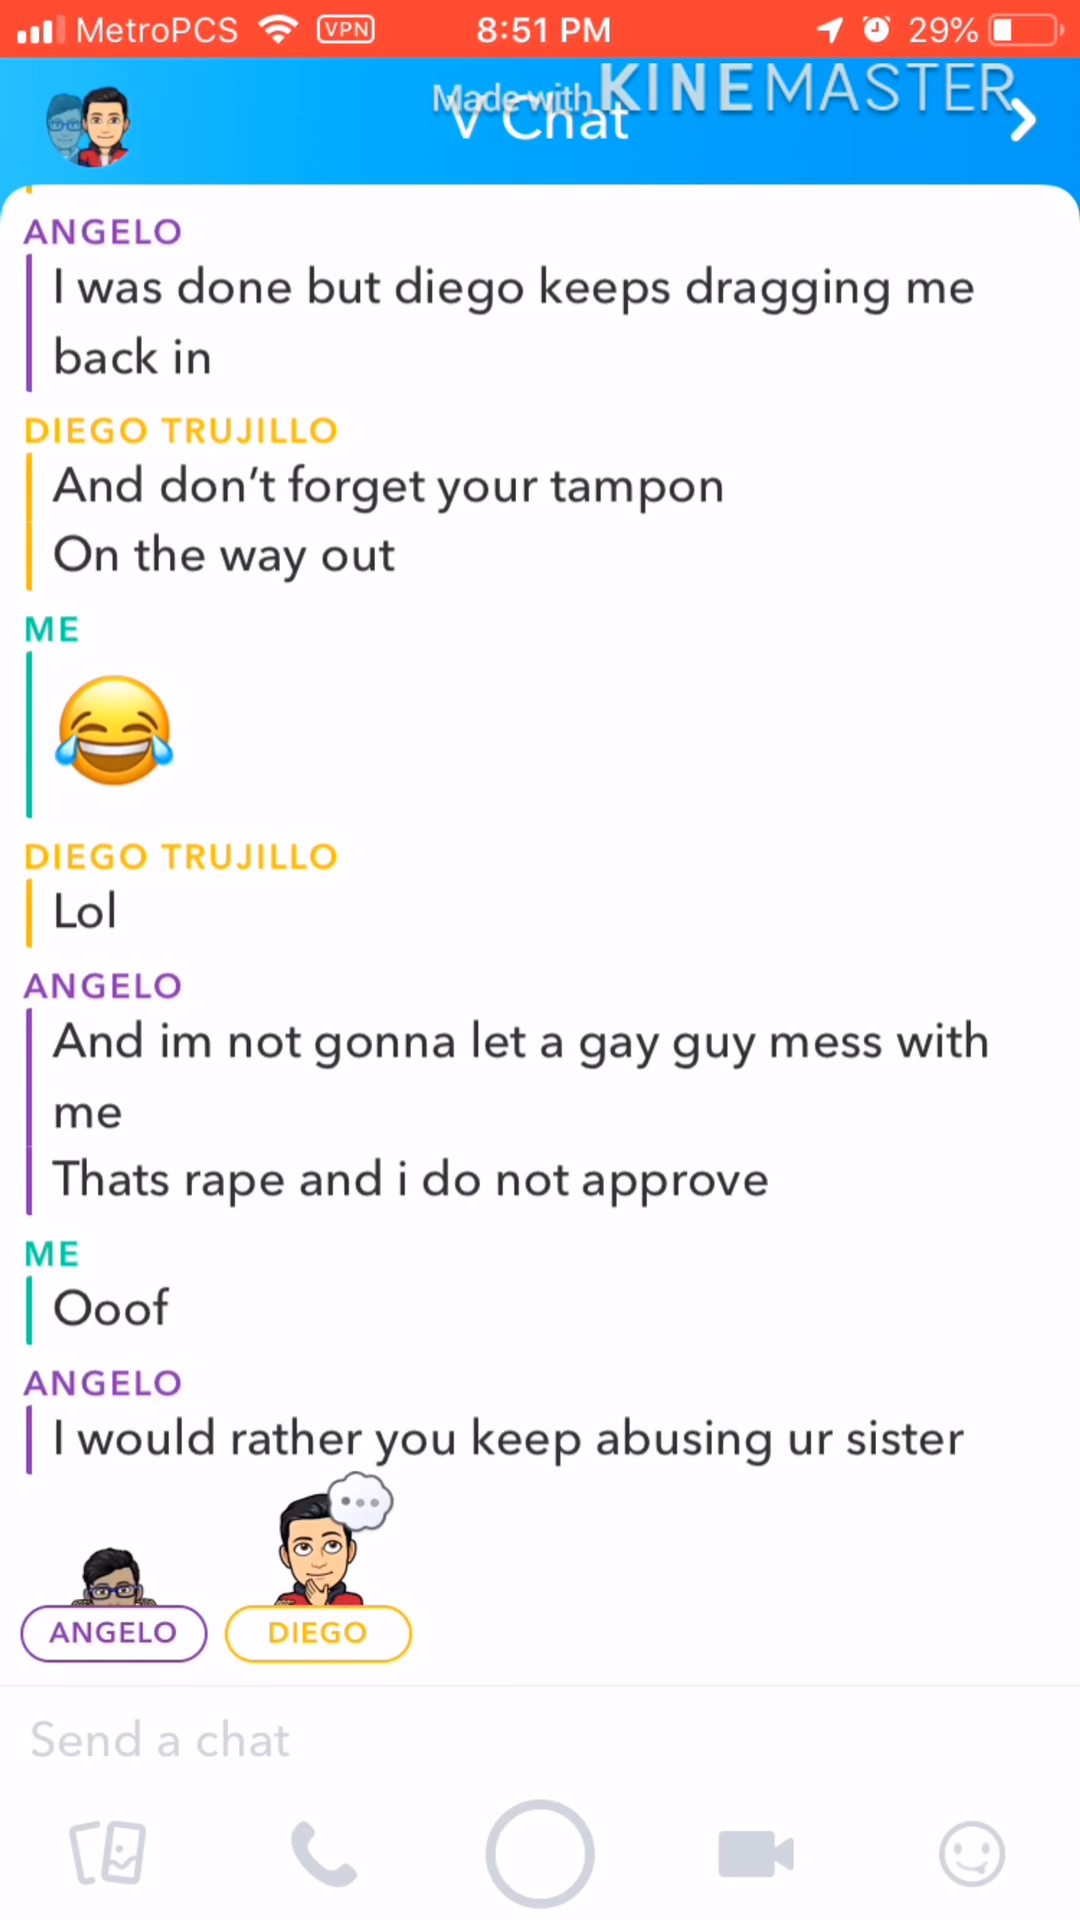 MetroPCS VPN 8:51 PM 29%
Made with KINEMASTER
V Chat
ANGELO
I was done but diego keeps dragging me
back in
DIEGO TRUJILLO
And don't forget your tampon
On the way out
ME
DIEGO TRUJILLO
Lol
ANGELO
And im not gonna let a gay guy mess with
me
Thats rape and i do not approve
ME
Ooof
ANGELO
I would rather you keep abusing ur sister
ANGELO DIEGO
Send a chat